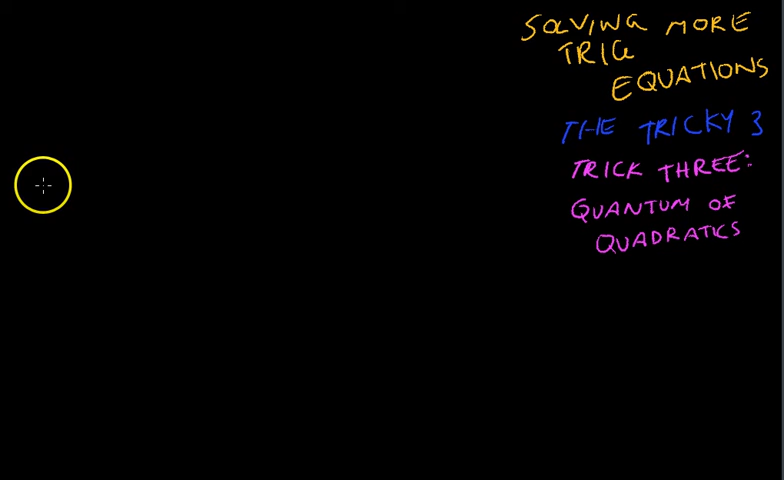 SOLVING MORE
TRIG
EQUATIONS
THE TRICKY 3
TRICK THREE:
QUANTUM OF
QUADRATICS